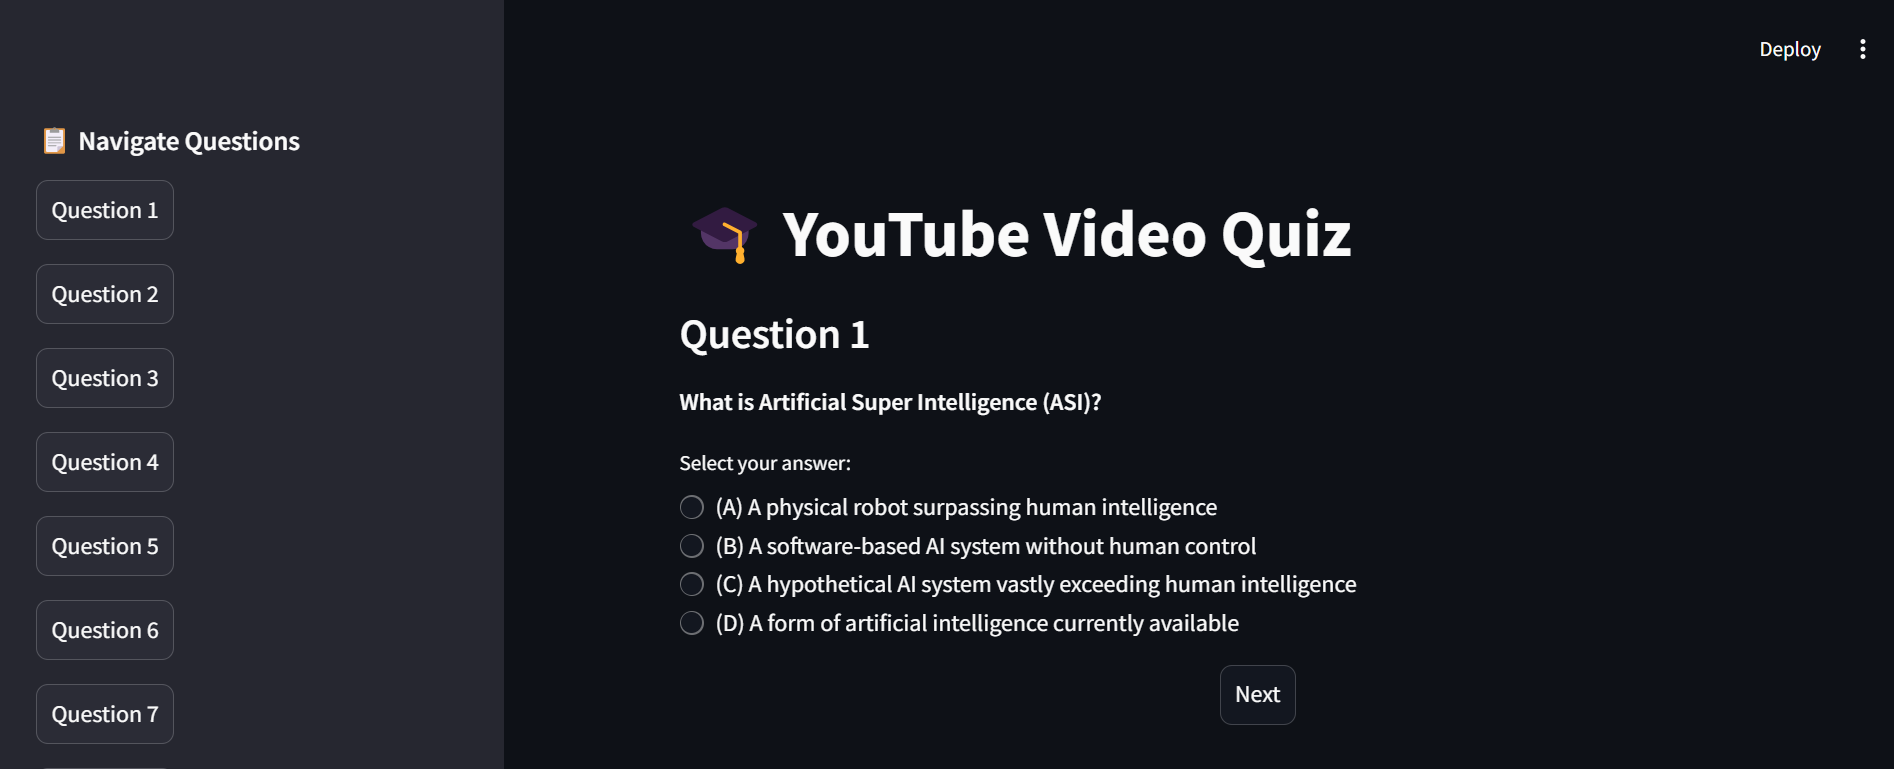 Deploy
Navigate Questions
Question 1
Question 2
Question 3
Question 4
Question 5
Question 6
Question 7
YouTube Video Quiz
Question 1
What is Artificial Super Intelligence (ASI)?
Select your answer:
(A) A physical robot surpassing human intelligence
(B) A software-based AI system without human control
(C) A hypothetical AI system vastly exceeding human intelligence
(D) A form of artificial intelligence currently available
Next